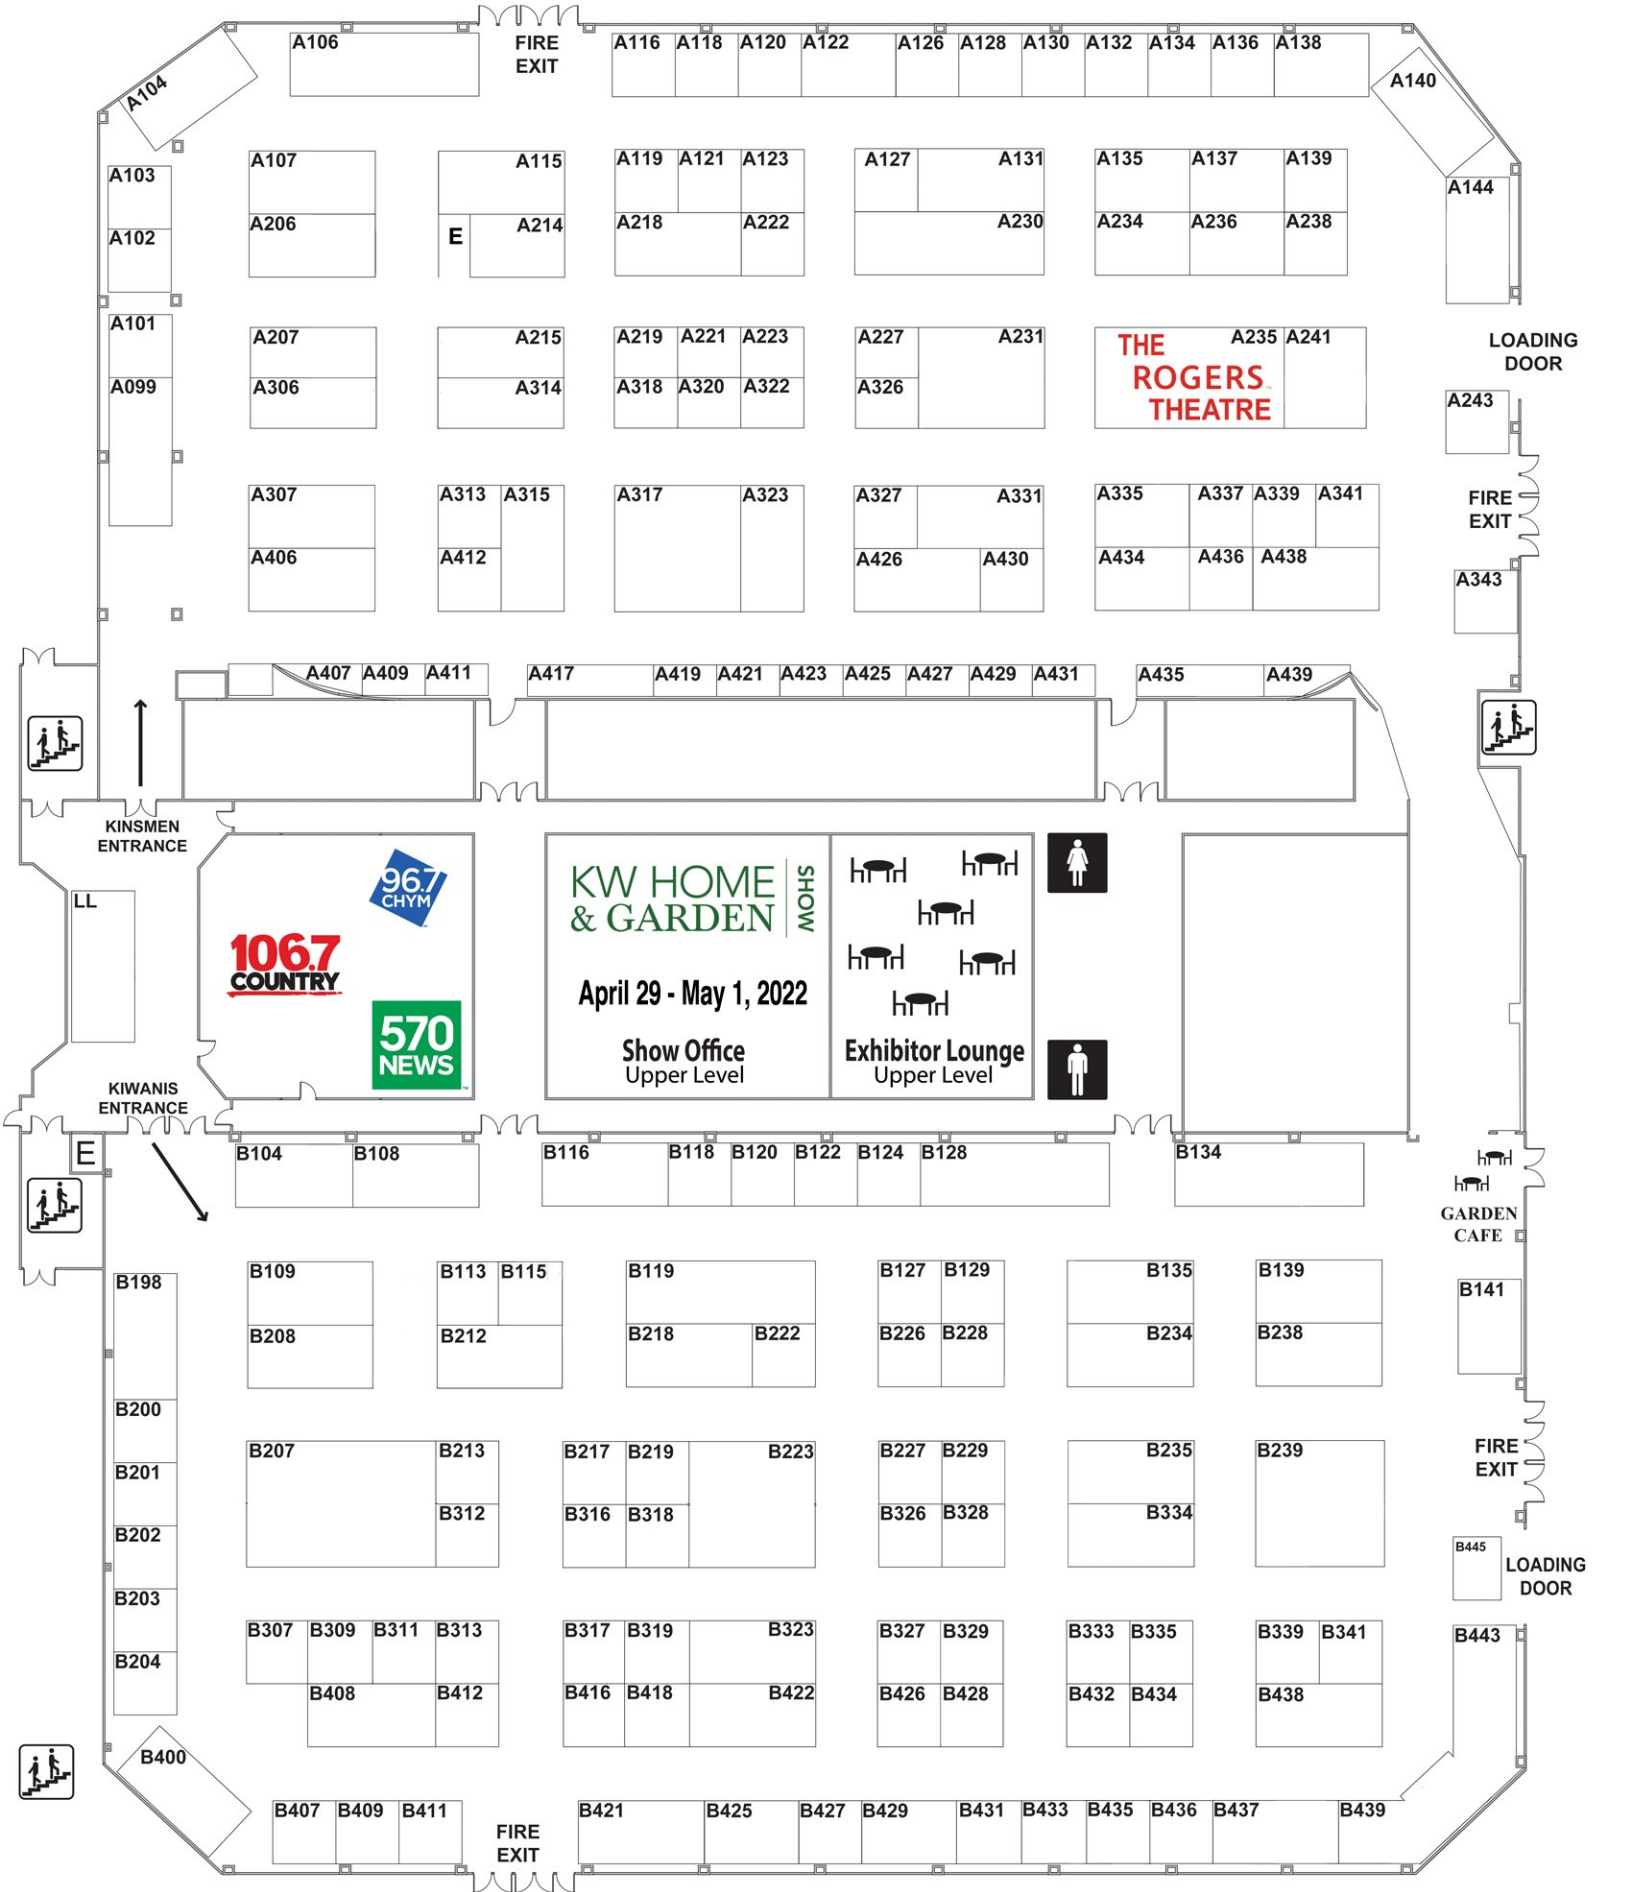 A106
FIRE
EXIT
A116 A118 A120 A122 A126 A128 A130 A132 A134 A136 A138
A104
A140
A103
A107
A115
A119 A121 A123
A127 A131
A135 A137 A139
A144
A102
A206
E
A214
A218 A222
A230
A234 A236 A238
A101
A207
A215
A219 A221 A223
A227 A231
THE
ROGERS
THEATRE
A235 A241
LOADING
DOOR
A099
A306
A314
A318 A320 A322
A326
A243
A307
A313 A315
A317 A323
A327 A331
A335 A337 A339 A341
FIRE
EXIT
A406
A412
A426 A430
A434 A436 A438
A343
A407 A409 A411
A417 A419 A421 A423 A425 A427 A429 A431
A435 A439
KINSMEN
ENTRANCE
LL
96.7
CHYM
106.7
COUNTRY
570
NEWS
KW HOME
& GARDEN
SHOW
April 29 - May 1, 2022
Show Office
Upper Level
Exhibitor Lounge
Upper Level
KIWANIS
ENTRANCE
E
B104 B108
B116 B118 B120 B122 B124 B128
B134
GARDEN
CAFE
B198
B109
B113 B115
B119
B127 B129
B135
B139
B141
B208
B212
B218 B222
B226 B228
B234
B238
B200
B207 B213
B217 B219 B223
B227 B229
B235
B239
FIRE
EXIT
B201
B312
B316 B318
B326 B328
B334
B202
B445
LOADING
DOOR
B203
B307 B309 B311 B313
B317 B319 B323
B327 B329
B333 B335
B339 B341
B443
B204
B408 B412
B416 B418 B422
B426 B428
B432 B434
B438
B400
B407 B409 B411
FIRE
EXIT
B421 B425 B427 B429 B431 B433 B435 B436 B437 B439